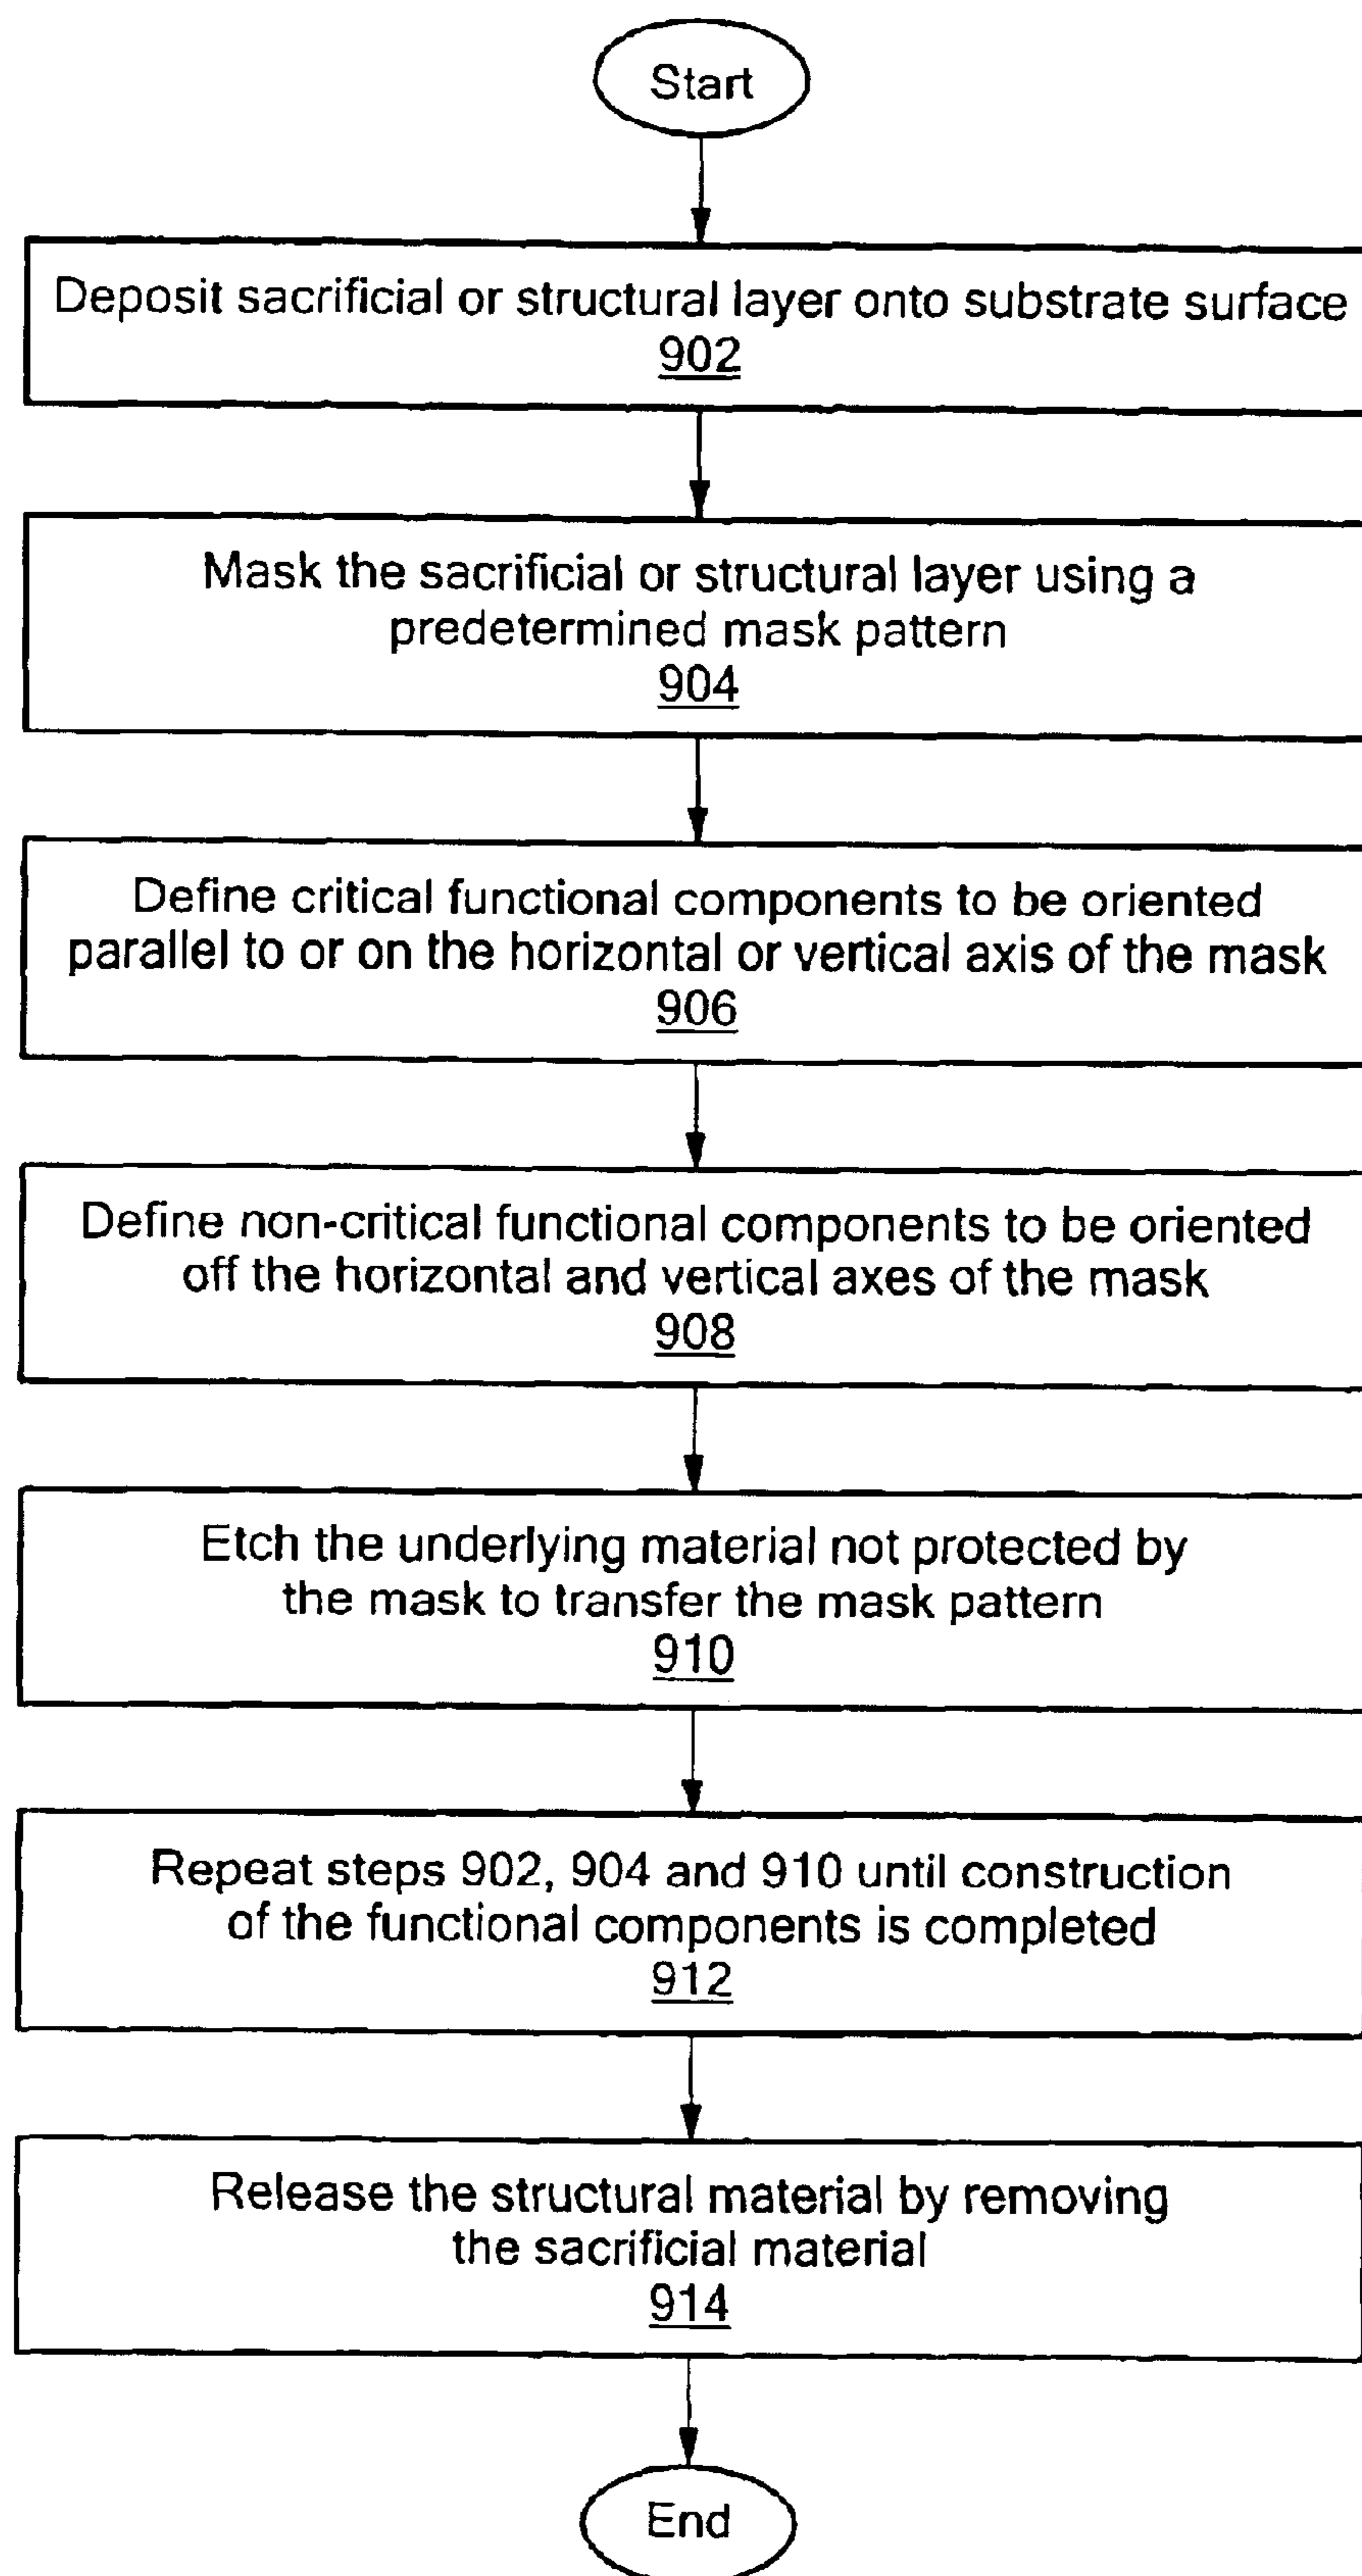 Start
Deposit sacrificial or structural layer onto substrate surface
902
Mask the sacrificial or structural layer using a
predetermined mask pattern
904
Define critical functional components to be oriented
parallel to or on the horizontal or vertical axis of the mask
906
Define non-critical functional components to be oriented
off the horizontal and vertical axes of the mask
908
Etch the underlying material not protected by
the mask to transfer the mask pattern
910
Repeat steps 902, 904 and 910 until construction
of the functional components is completed
912
Release the structural material by removing
the sacrificial material
914
End